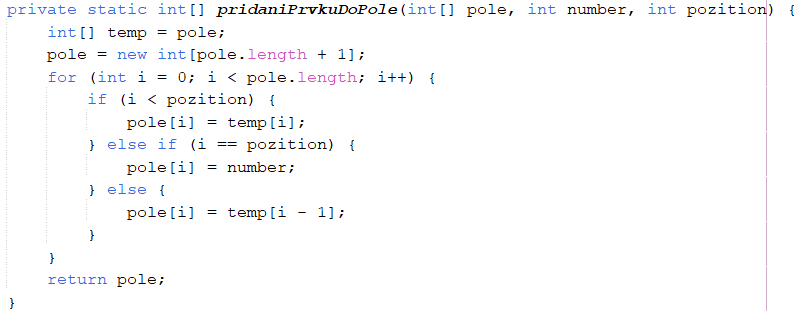 private static int[] pridaniPrvkuDoPole(int[] pole, int number, int pozition) {
    int[] temp = pole;
    pole = new int[pole.length + 1];
    for (int i = 0; i < pole.length; i++) {
        if (i < pozition) {
            pole[i] = temp[i];
        } else if (i == pozition) {
            pole[i] = number;
        } else {
            pole[i] = temp[i - 1];
        }
    }
    return pole;
}